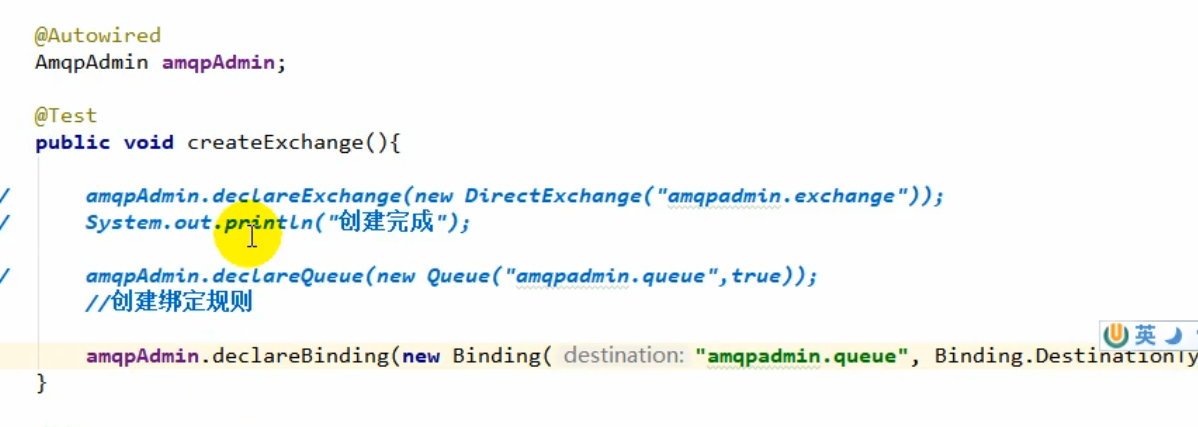 @Autowired
AmqpAdmin amqpAdmin;
@Test
public void createExchange(){
/ amqpAdmin.declareExchange(new DirectExchange("amqpadmin.exchange"));
/ System.out.println("创建完成");
/ amqpAdmin.declareQueue(new Queue("amqpadmin.queue",true));
//创建绑定规则
英
amqpAdmin.declareBinding(new Binding( destination: "amqpadmin.queue", Binding.DestinationTy
}